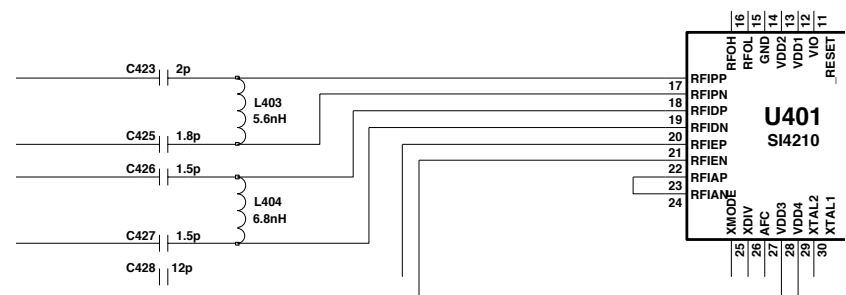 16 15 14 13 12 11
RFOH RFOL GND VDD2 VDD1 VIO _RESET
C423 2p
RFIPP
17
RFIPN
18
L403
5.6nH
RFIDP
19
U401
SI4210
C425 1.8p
RFIDN
20
RFIEP
21
C426 1.5p
RFIEN
22
RFIAP
23
RFIAN
24
L404
6.8nH
XMODE XDIV AFC VDD3 VDD4 XTAL2 XTAL1
C427 1.5p
25 26 27 28 29 30
C428 12p